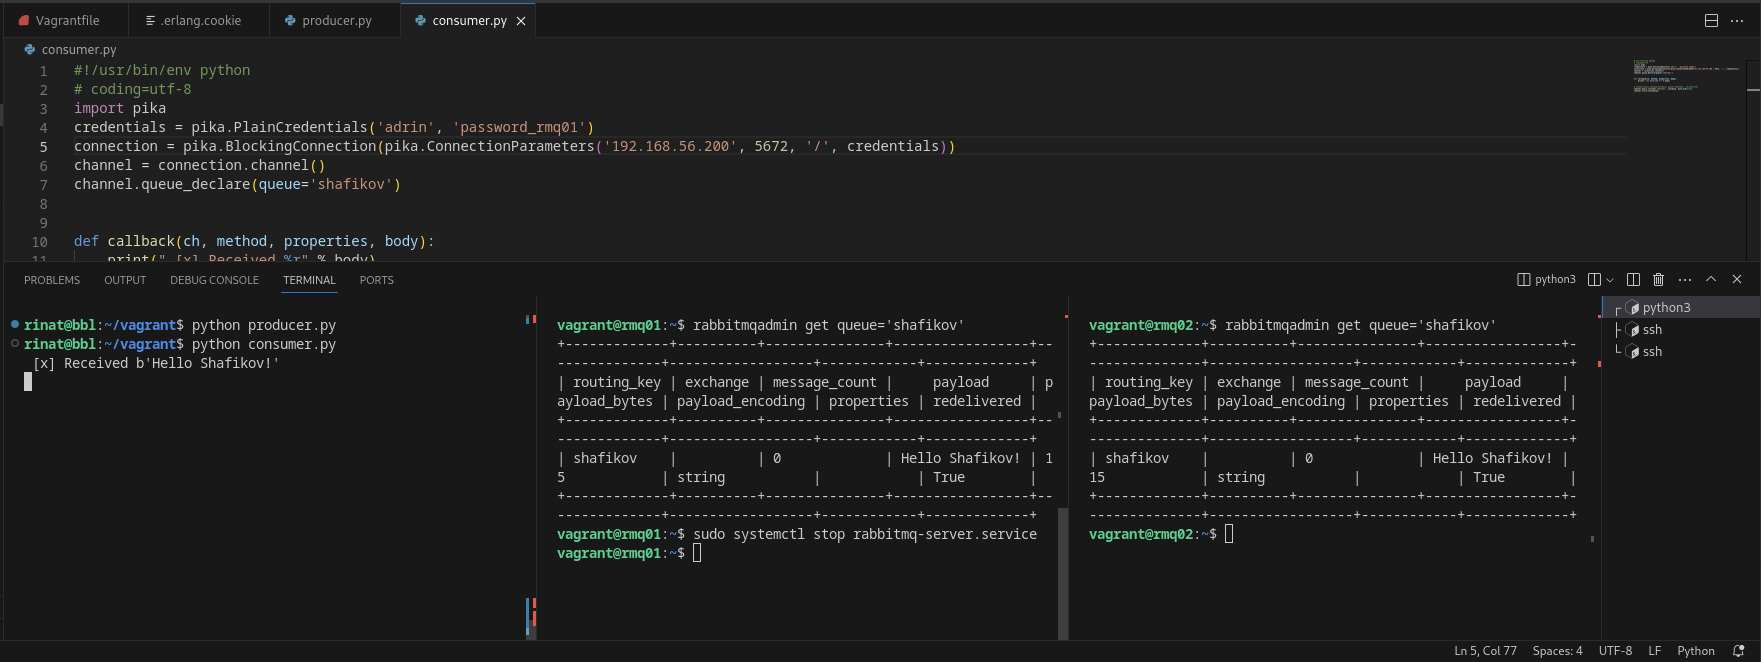 Vagrantfile
.erlang.cookie
producer.py
consumer.py
consumer.py
1 #!/usr/bin/env python
2 # coding=utf-8
3 import pika
4 credentials = pika.PlainCredentials('adrin', 'password_rmq01')
5 connection = pika.BlockingConnection(pika.ConnectionParameters('192.168.56.200', 5672, '/', credentials))
6 channel = connection.channel()
7 channel.queue_declare(queue='shafikov')
8
9
10 def callback(ch, method, properties, body):
11 print(" [x] Received %r" % body)
PROBLEMS OUTPUT DEBUG CONSOLE TERMINAL PORTS
python3
rinat@bbl:~/vagrant$ python producer.py
rinat@bbl:~/vagrant$ python consumer.py
[x] Received b'Hello Shafikov!'
vagrant@rmq01:~$ rabbitmqadmin get queue='shafikov'
+-------------+----------+---------------+-----------------+--
-------------+------------------+------------+-------------+
| routing_key | exchange | message_count |     payload     | p
ayload_bytes | payload_encoding | properties | redelivered |
+-------------+----------+---------------+-----------------+--
-------------+------------------+------------+-------------+
| shafikov    |          | 0             | Hello Shafikov! | 1
5            | string           |            | True        |
+-------------+----------+---------------+-----------------+--
-------------+------------------+------------+-------------+
vagrant@rmq01:~$ sudo systemctl stop rabbitmq-server.service
vagrant@rmq01:~$
vagrant@rmq02:~$ rabbitmqadmin get queue='shafikov'
+-------------+----------+---------------+-----------------+-
--------------+------------------+------------+-------------+
| routing_key | exchange | message_count |     payload     |
payload_bytes | payload_encoding | properties | redelivered |
+-------------+----------+---------------+-----------------+-
--------------+------------------+------------+-------------+
| shafikov    |          | 0             | Hello Shafikov! |
15            | string           |            | True        |
+-------------+----------+---------------+-----------------+-
--------------+------------------+------------+-------------+
vagrant@rmq02:~$
python3
ssh
ssh
Ln 5, Col 77 Spaces: 4 UTF-8 LF Python